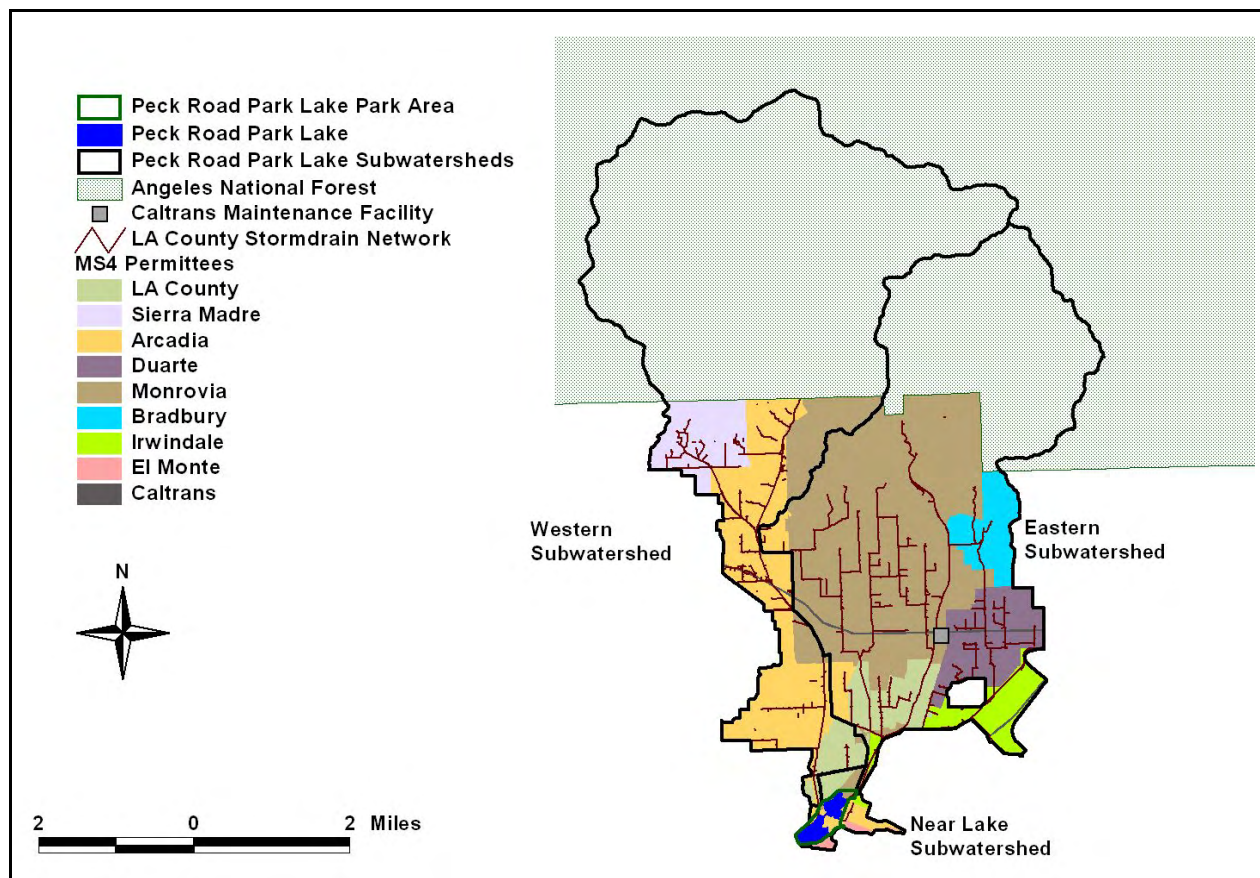 Peck Road Park Lake Park Area
Peck Road Park Lake
Peck Road Park Lake Subwatersheds
Angeles National Forest
Caltrans Maintenance Facility
LA County Stormdrain Network
MS4 Permittees
LA County
Sierra Madre
Arcadia
Duarte
Monrovia
Bradbury
Irwindale
El Monte
Caltrans
Western
Subwatershed
Eastern
Subwatershed
N
2 0 2 Miles
Near Lake
Subwatershed